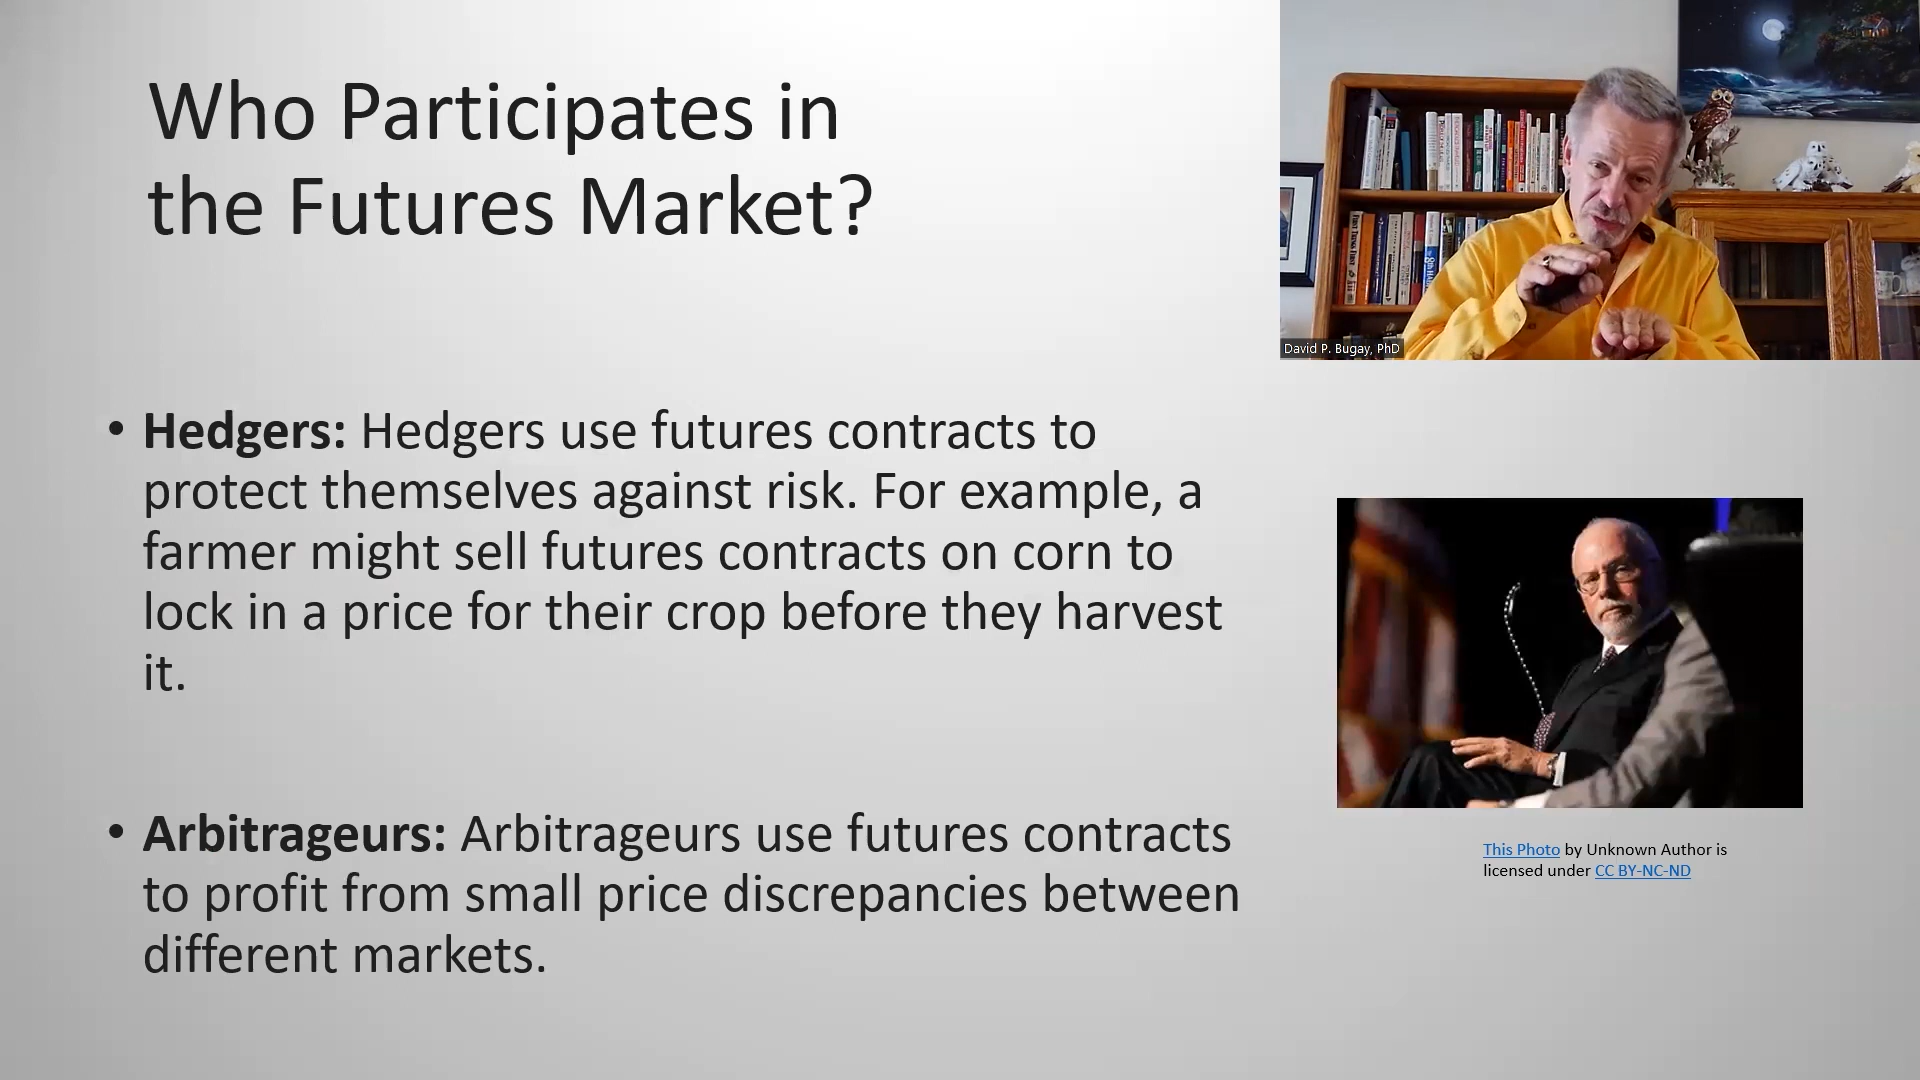 Who Participates in
the Futures Market?
David P. Bugay, PhD
• Hedgers: Hedgers use futures contracts to
protect themselves against risk. For example, a
farmer might sell futures contracts on corn to
lock in a price for their crop before they harvest
it.
• Arbitrageurs: Arbitrageurs use futures contracts
to profit from small price discrepancies between
different markets.
This Photo by Unknown Author is
licensed under CC BY-NC-ND